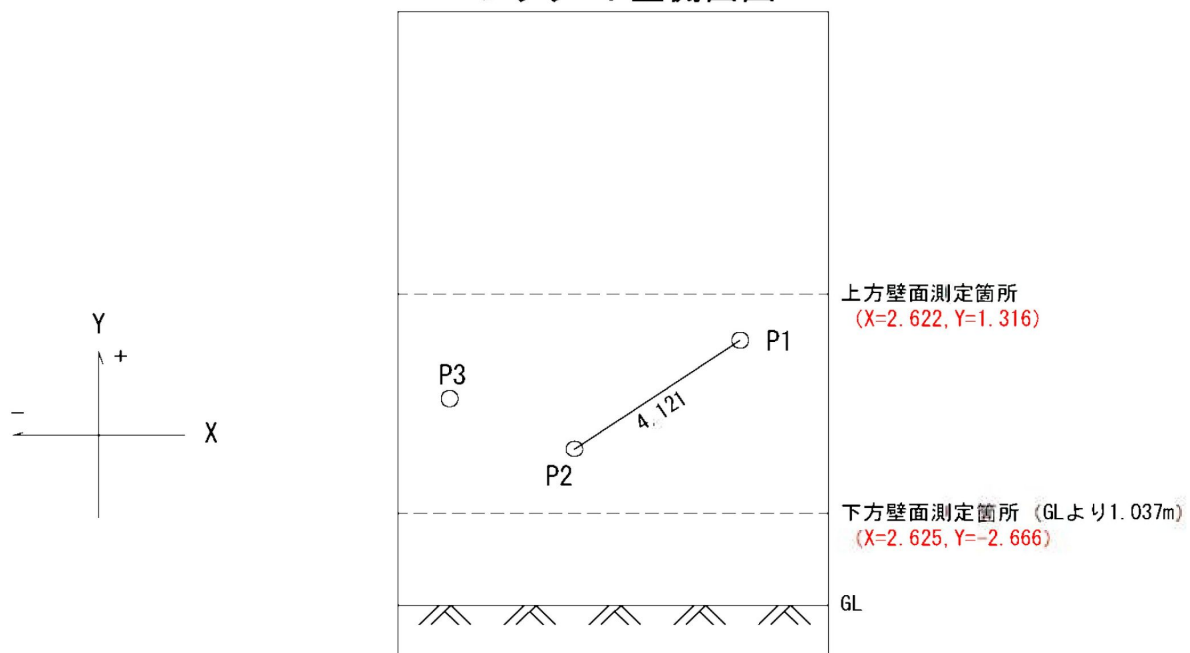 上方壁面測定箇所
(X=2.622, Y=1.316)
Y
+
P1
P3
4.121
−
X
P2
下方壁面測定箇所 (GLより1.037m)
(X=2.625, Y=-2.666)
GL